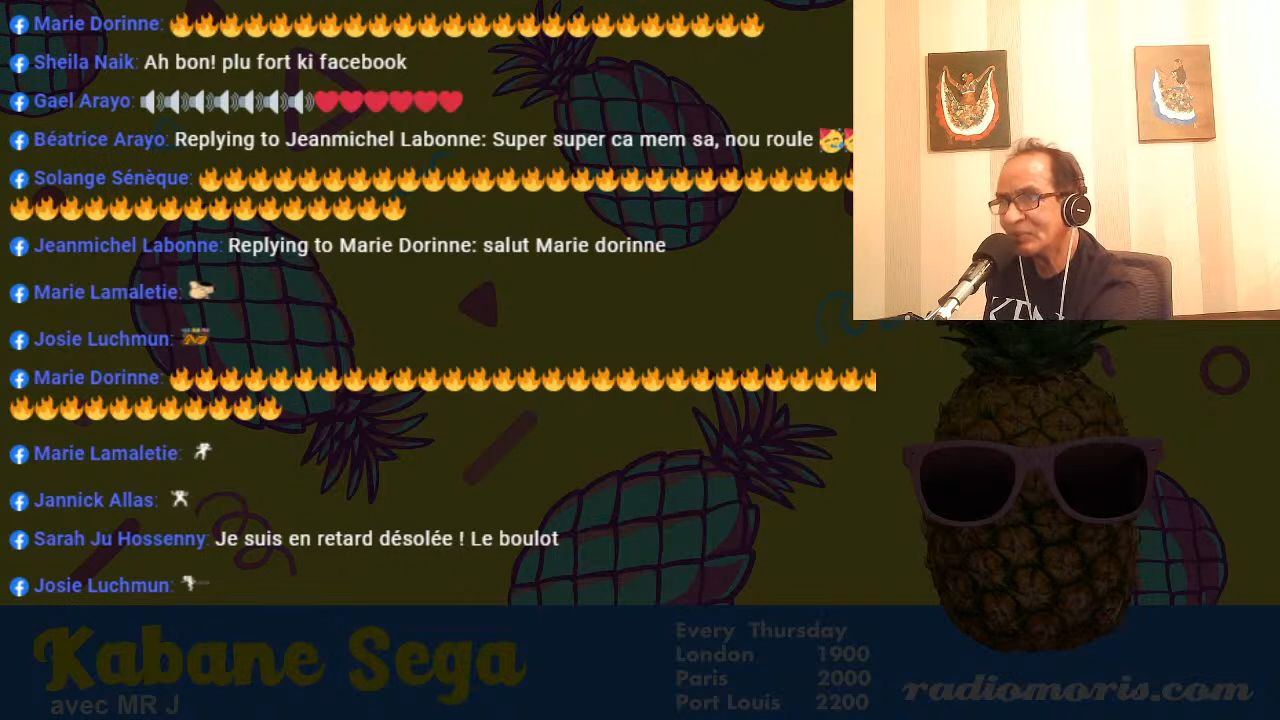 Marie Dorinne: 🔥🔥🔥🔥🔥🔥🔥🔥🔥🔥🔥🔥🔥🔥🔥🔥🔥🔥🔥🔥🔥🔥🔥🔥
Sheila Naik: Ah bon! plu fort ki facebook
Gael Arayo: 🔊🔊🔊🔊🔊🔊🔊❤️❤️❤️❤️❤️❤️
Béatrice Arayo: Replying to Jeanmichel Labonne: Super super ca mem sa, nou roule 🥳🥳
Solange Sénèque: 🔥🔥🔥🔥🔥🔥🔥🔥🔥🔥🔥🔥🔥🔥🔥🔥🔥🔥🔥🔥🔥🔥🔥🔥🔥🔥🔥
🔥🔥🔥🔥🔥🔥🔥🔥🔥🔥🔥🔥🔥🔥🔥🔥
Jeanmichel Labonne: Replying to Marie Dorinne: salut Marie dorinne
Marie Lamaletie:
Josie Luchmun:
Marie Dorinne: 🔥🔥🔥🔥🔥🔥🔥🔥🔥🔥🔥🔥🔥🔥🔥🔥🔥🔥🔥🔥🔥🔥🔥🔥🔥🔥🔥🔥🔥
🔥🔥🔥🔥🔥🔥🔥🔥🔥🔥🔥
Marie Lamaletie:
Jannick Allas:
Sarah Ju Hossenny: Je suis en retard désolée ! Le boulot
Josie Luchmun:
Kabane Sega
avec MR J
Every Thursday
London 1900
Paris 2000
Port Louis 2200
radiomoris.com